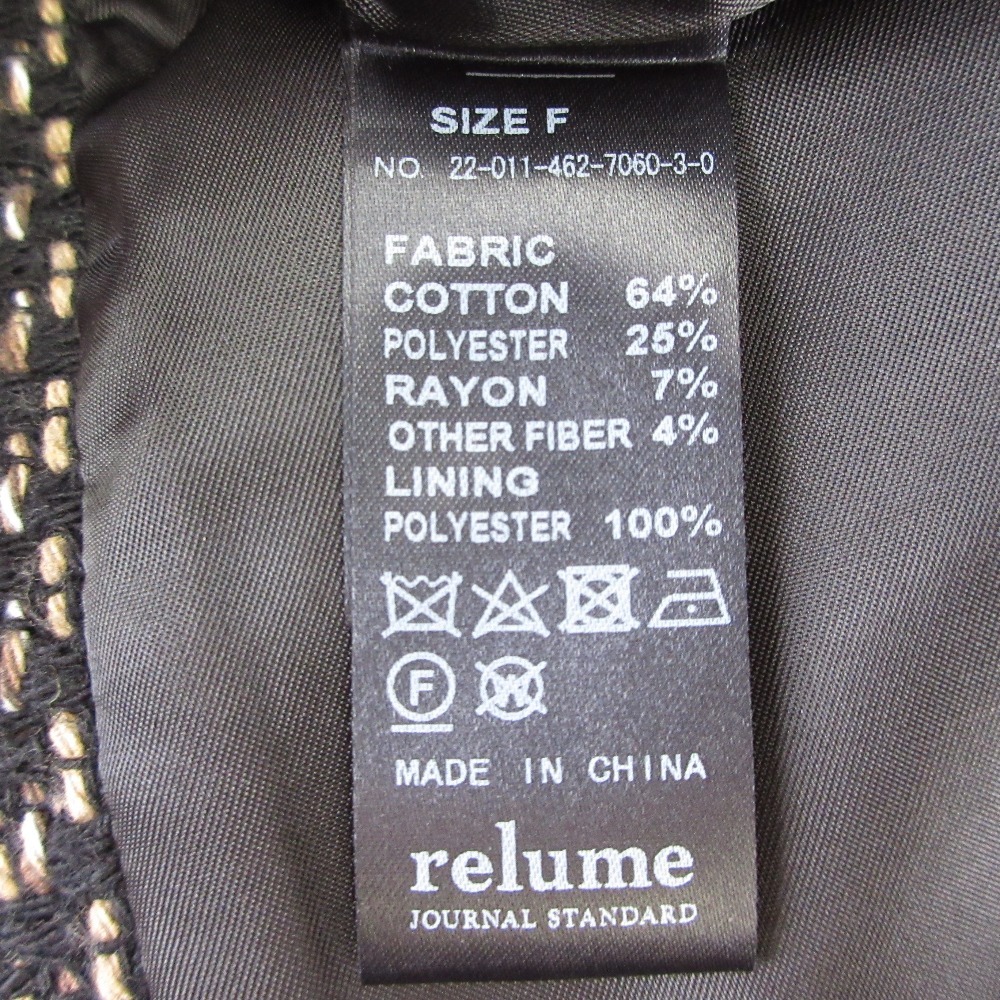 SIZE F
NO. 22-011-462-7060-3-0
FABRIC
COTTON 64%
POLYESTER 25%
RAYON 7%
OTHER FIBER 4%
LINING
POLYESTER 100%
F W
MADE IN CHINA
relume
JOURNAL STANDARD